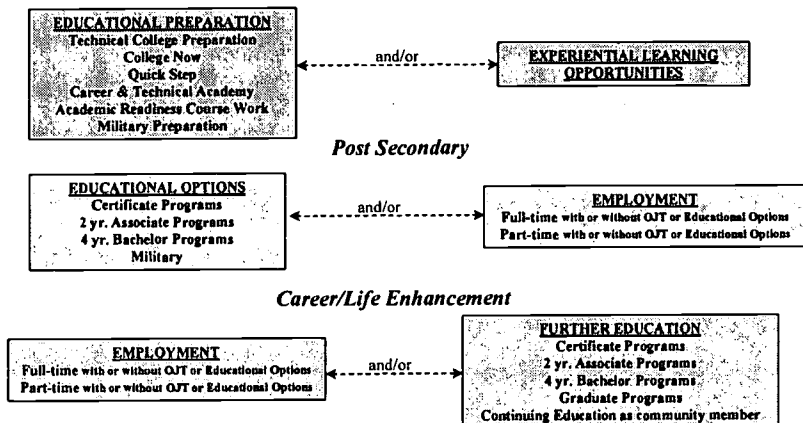 EDUCATIONAL PREPARATION
Technical College Preparation
College Now
Quick Step
Career & Technical Academy
Academic Readiness Course Work
Military Preparation
and/or
EXPERIENTIAL LEARNING
OPPORTUNITIES
Post Secondary
EDUCATIONAL OPTIONS
Certificate Programs
2 yr. Associate Programs
4 yr. Bachelor Programs
Military
and/or
EMPLOYMENT
Full-time with or without OJT or Educational Options
Part-time with or without OJT or Educational Options
Career/Life Enhancement
EMPLOYMENT
Full-time with or without OJT or Educational Options
Part-time with or without OJT or Educational Options
and/or
FURTHER EDUCATION
Certificate Programs
2 yr. Associate Programs
4 yr. Bachelor Programs
Graduate Programs
Continuing Education as community member